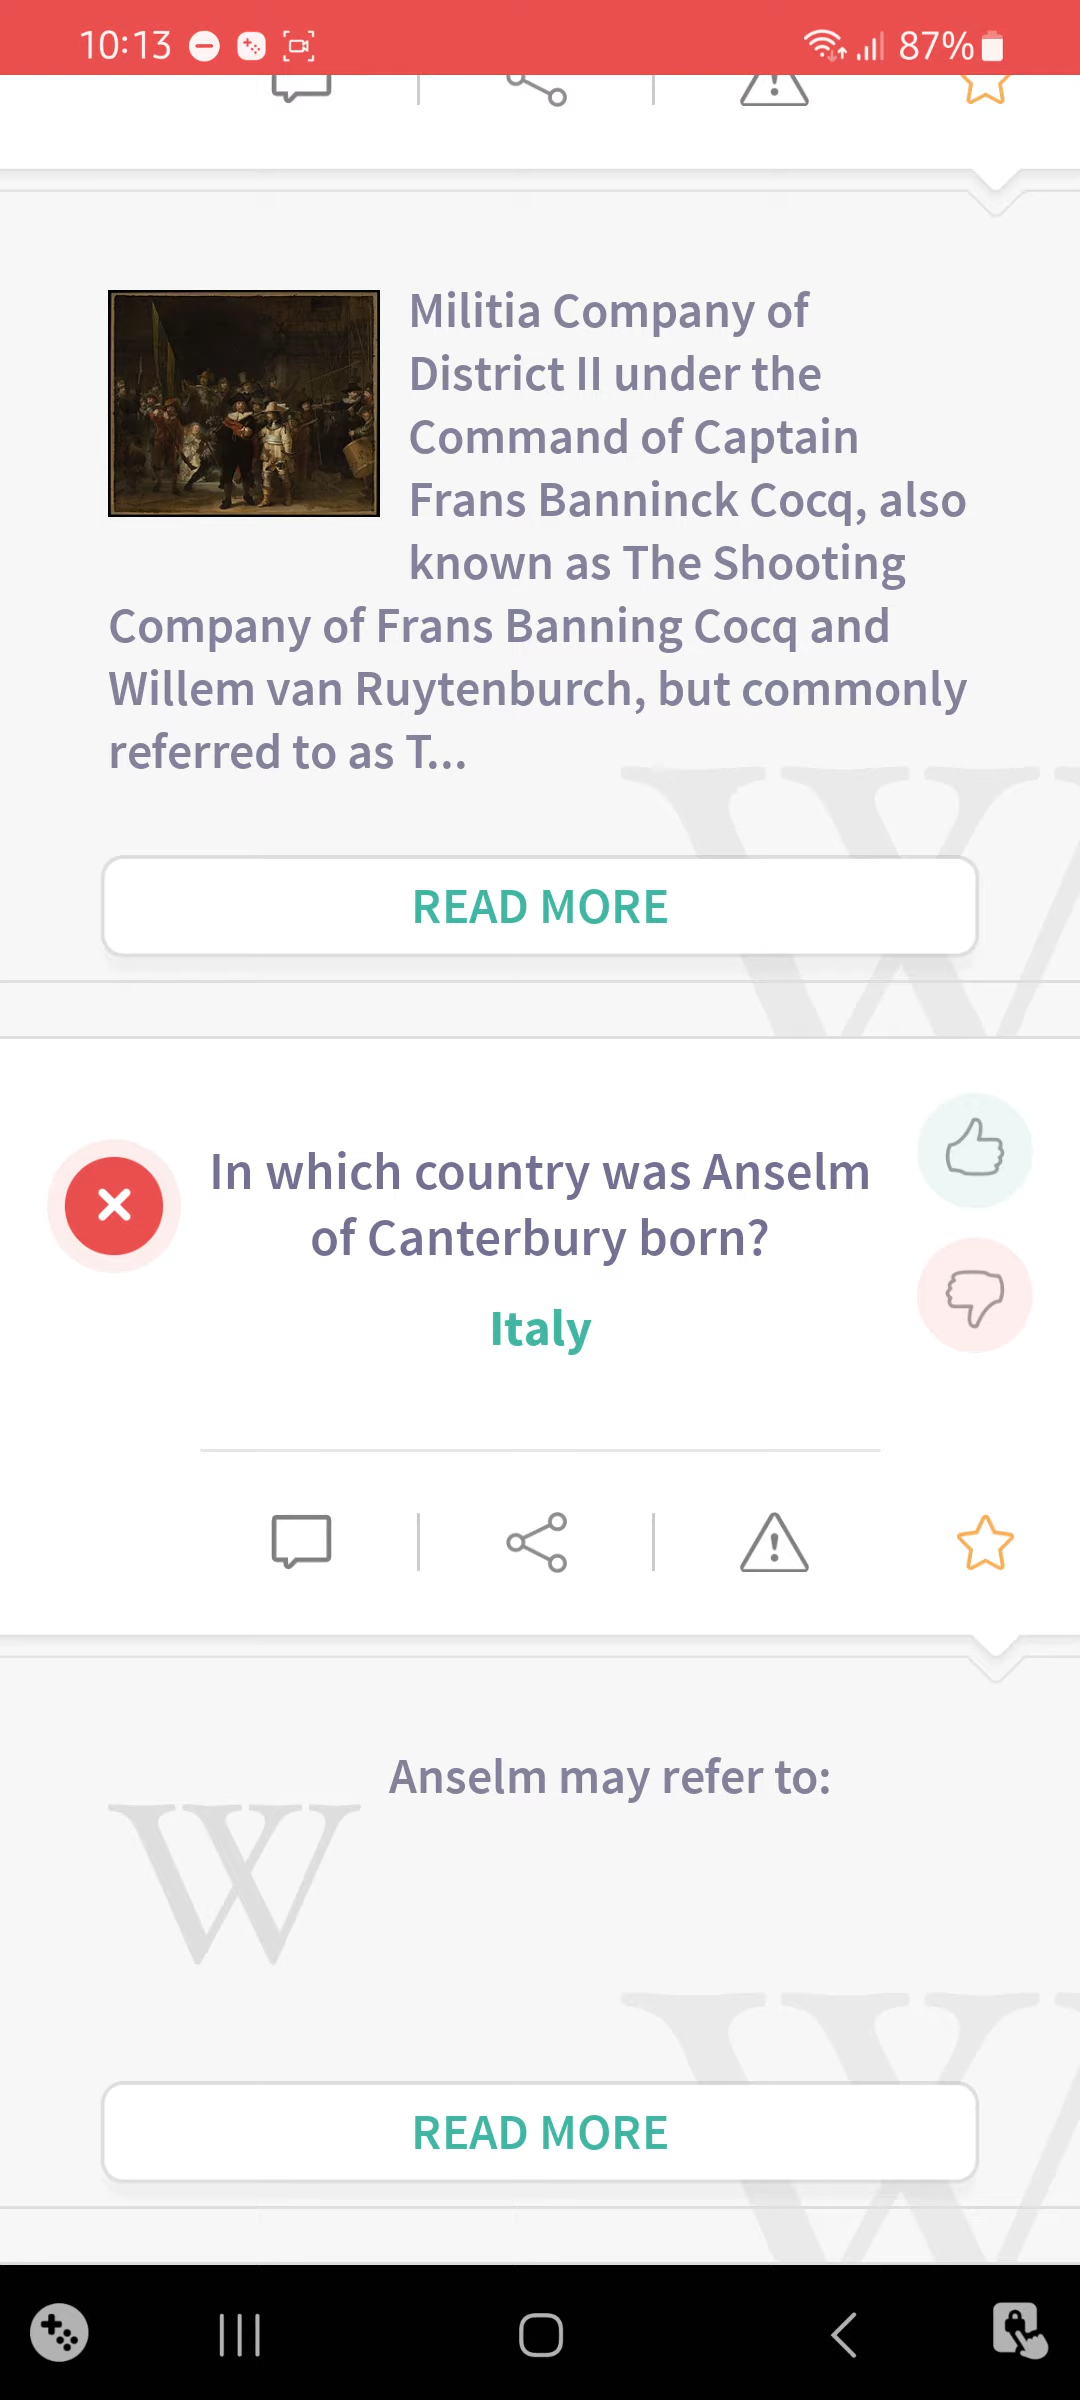 10:13
87%
Militia Company of
District II under the
Command of Captain
Frans Banninck Cocq, also
known as The Shooting
Company of Frans Banning Cocq and
Willem van Ruytenburch, but commonly
referred to as T...
READ MORE
In which country was Anselm
of Canterbury born?
Italy
Anselm may refer to:
W
READ MORE